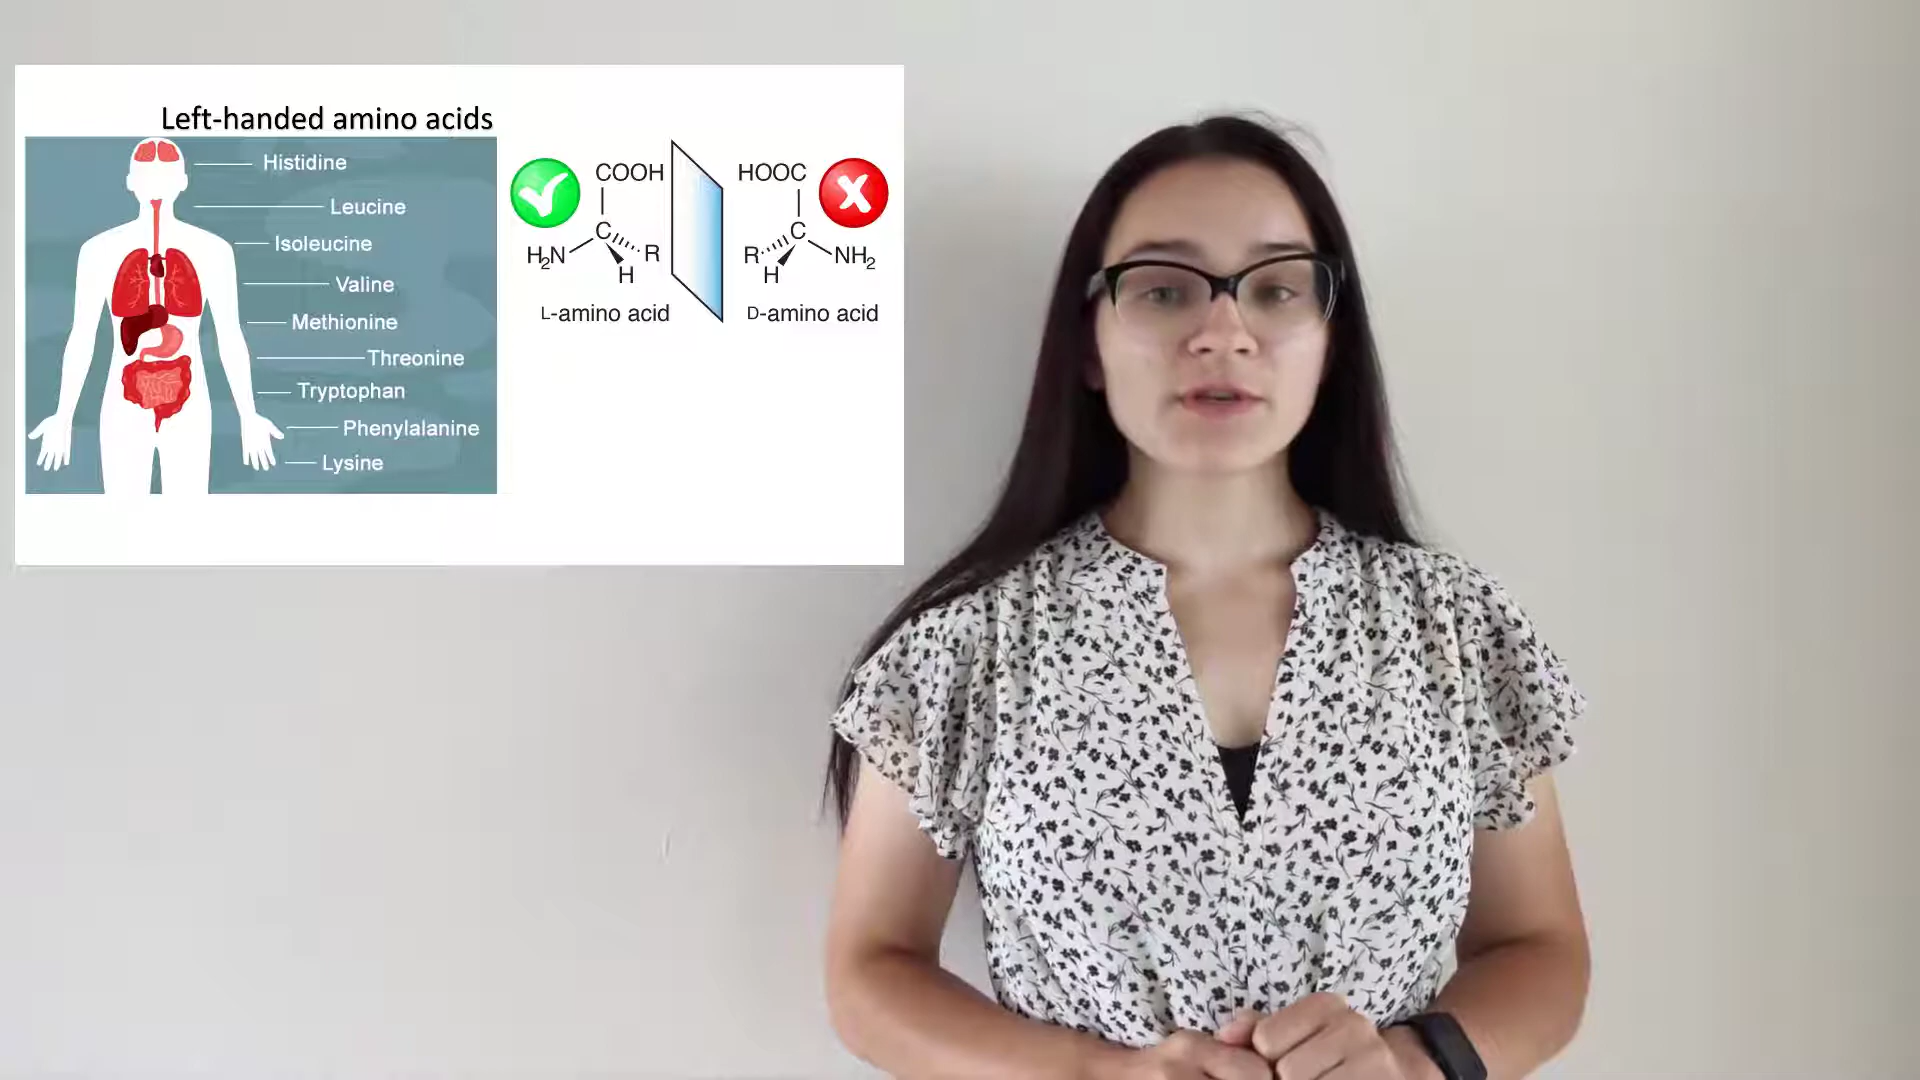 Left-handed amino acids
Histidine
Leucine
Isoleucine
Valine
Methionine
Threonine
Tryptophan
Phenylalanine
Lysine
COOH
C
H₂N
R
H
L-amino acid
HOOC
C
R
NH₂
H
D-amino acid